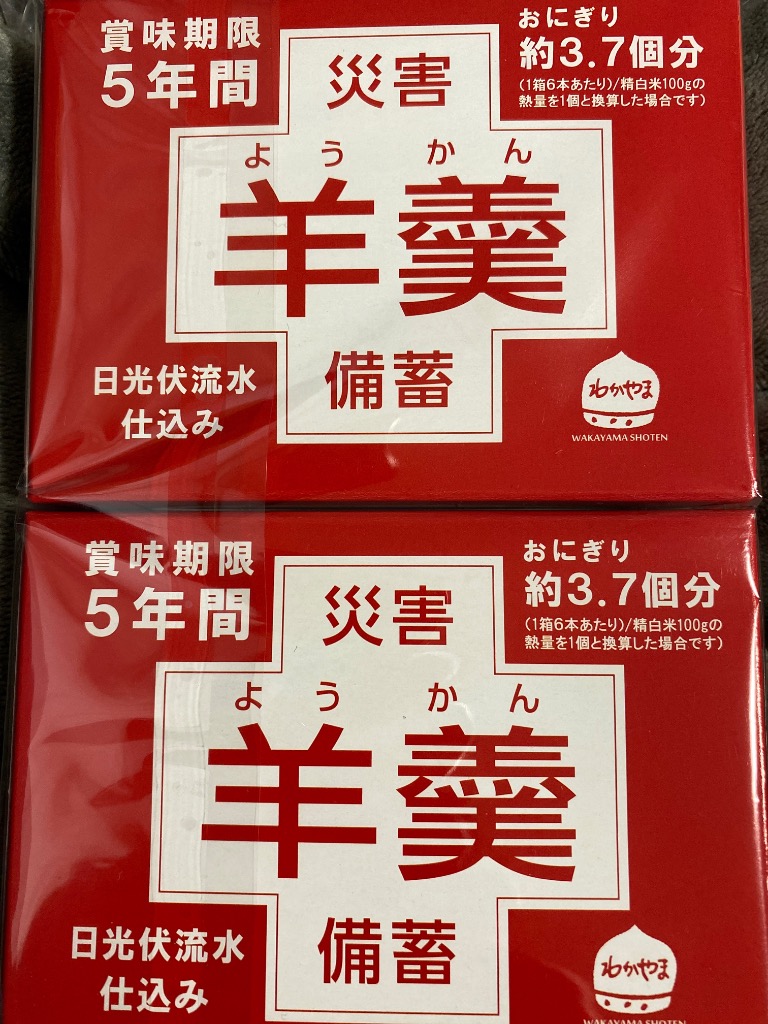 賞味期限
5年間
災害
おにぎり
約3.7個分
(1箱6本あたり)/精白米100gの
熱量を1個と換算した場合です)
ようかん
羊羹
備蓄
日光伏流水
仕込み
わかやま
WAKAYAMA SHOTEN
賞味期限
5年間
災害
おにぎり
約3.7個分
(1箱6本あたり)/精白米100gの
熱量を1個と換算した場合です)
ようかん
羊羹
備蓄
日光伏流水
仕込み
わかやま
WAKAYAMA SHOTEN